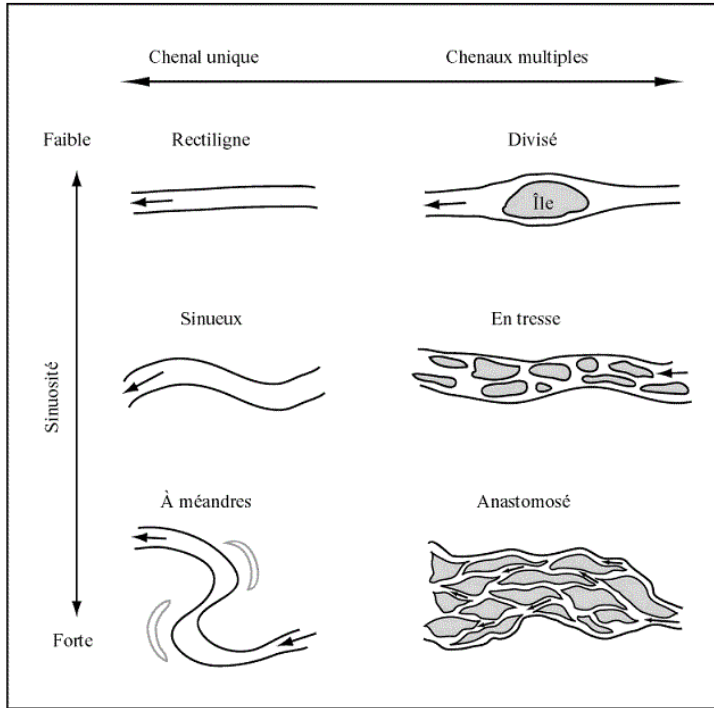 Chenal unique
Chenaux multiples
Faible
Rectiligne
Divisé
Île
Sinueux
En tresse
Sinuosité
À méandres
Anastomosé
Forte